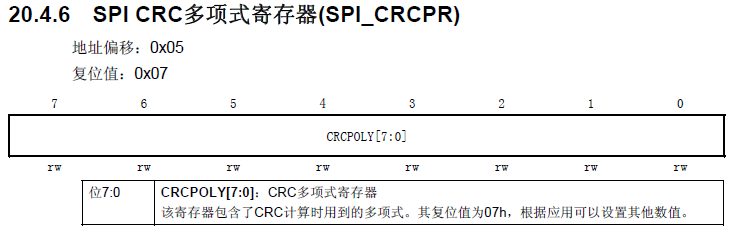 20.4.6 SPI CRC多项式寄存器(SPI_CRCPR)
地址偏移：0x05
复位值：0x07
7 6 5 4 3 2 1 0
CRCPOLY[7:0]
rw rw rw rw rw rw rw rw
位7:0 CRCPOLY[7:0]：CRC多项式寄存器
该寄存器包含了CRC计算时用到的多项式。其复位值为07h，根据应用可以设置其他数值。